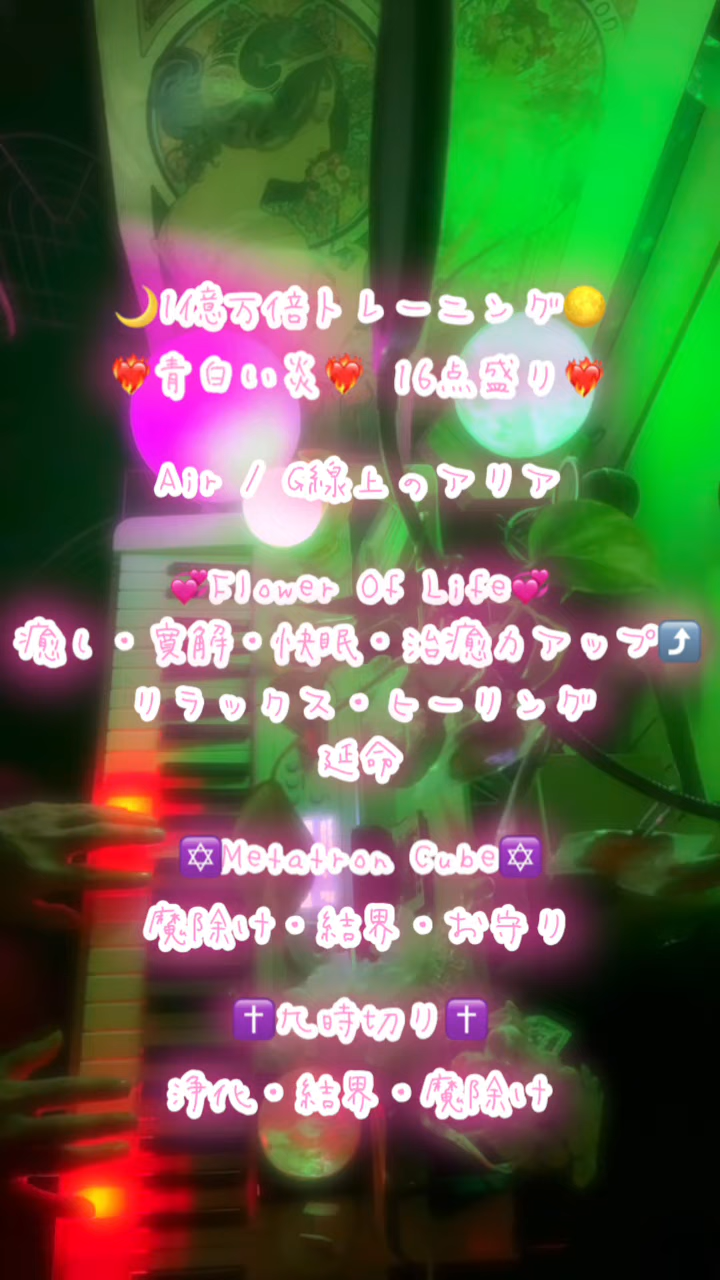 🌙1億万倍トレーニング🌕
❤️‍🔥青白い炎❤️‍🔥 16点盛り❤️‍🔥
Air / G線上のアリア
💞Flower Of Life💞
癒し・寛解・快眠・治癒力アップ⤴️
リラックス・ヒーリング
延命
🔯Metatron Cube🔯
魔除け・結界・お守り
✝️九時切り✝️
浄化・結界・魔除け